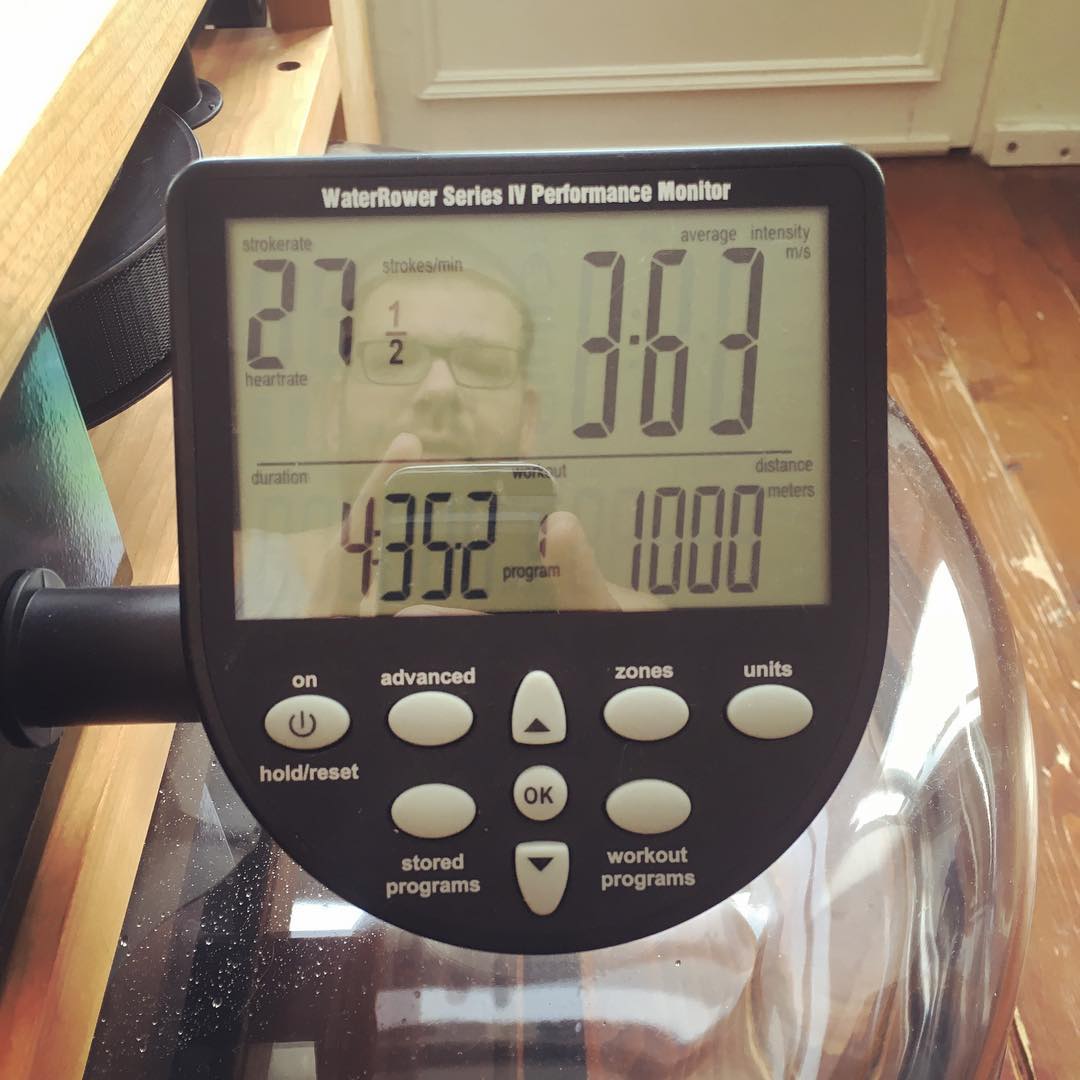 WaterRower Series IV Performance Monitor
strokerate
average intensity
27 strokes/min 1/2 3:63 m/s
heartrate
duration workout distance
4:35:2 program 1000 meters
on advanced zones units
hold/reset OK
stored programs workout programs